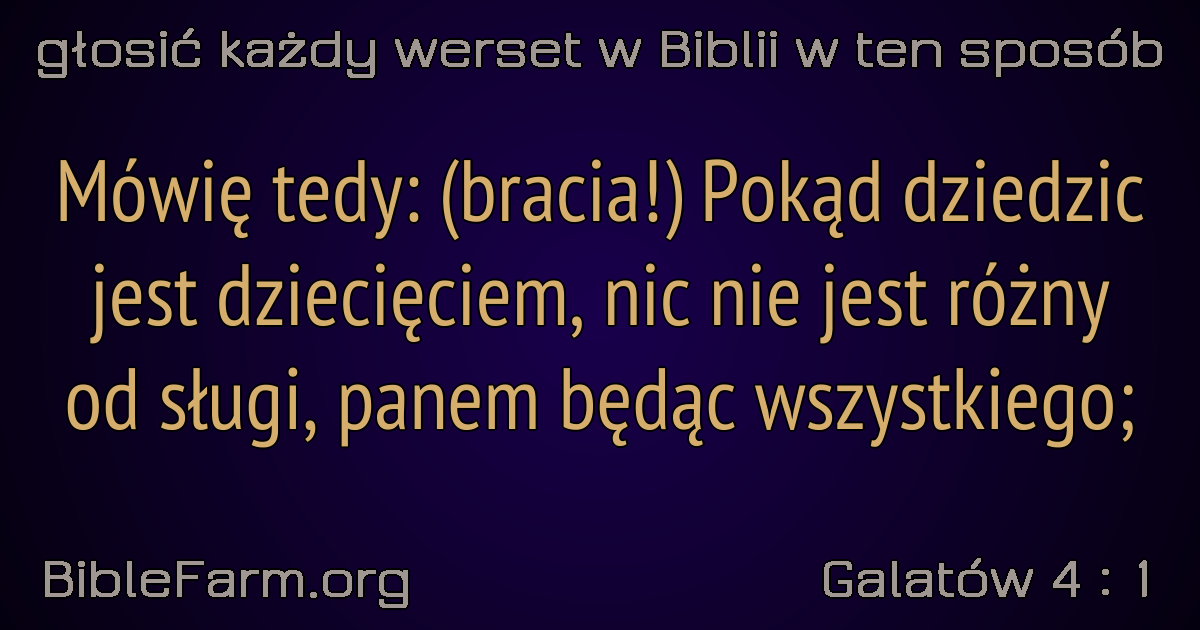 głosić każdy werset w Biblii w ten sposób
Mówię tedy: (bracia!) Pokąd dziedzic
jest dziecięciem, nic nie jest różny
od sługi, panem będąc wszystkiego;
BibleFarm.org
Galatów 4 : 1